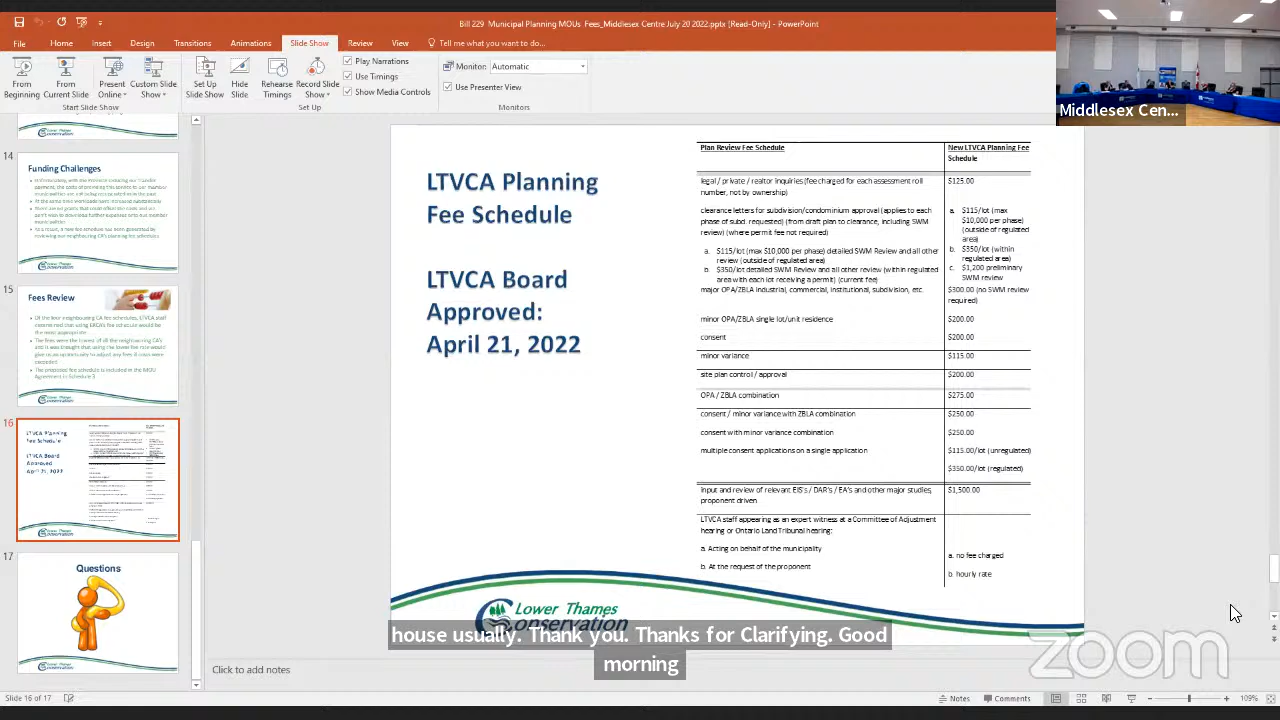 Bill 229 Municipal Planning MOUs Fees_Middlesex Centre July 20 2022.pptx [Read-Only] - PowerPoint
File Home Insert Design Transitions Animations Slide Show Review View Tell me what you want to do...
From Beginning
From Current Slide
Present Online
Custom Slide Show
Start Slide Show
Set Up Slide Show
Hide Slide
Rehearse Timings
Record Slide Show
Play Narrations
Use Timings
Show Media Controls
Set Up
Monitor: Automatic
Use Presenter View
Monitors
Middlesex Cen...
14
Funding Challenges
15
Fees Review
16
LTVCA Planning
Fee Schedule
LTVCA Board
Approved
April 21, 2022
17
Questions
LTVCA Planning
Fee Schedule
LTVCA Board
Approved:
April 21, 2022
Plan Review Fee Schedule
New LTVCA Planning Fee
Schedule
legal / private / realtor inquiries (fee charged for each assessment roll
number, not by ownership)
$125.00
clearance letters for subdivision/condominium approval (applies to each
phase of subd. requested) (from draft plan to clearance, including SWM
review) (where permit fee not required)
a. $115/lot (max $10,000 per phase) detailed SWM Review and all other
review (outside of regulated area)
b. $350/lot detailed SWM Review and all other review (within regulated
area with each lot receiving a permit) (current fee)
a. $115/lot (max
$10,000 per phase)
(outside of regulated
area)
b. $350/lot (within
regulated area)
c. $1,200 preliminary
SWM review
major OPA/ZBLA industrial, commercial, institutional, subdivision, etc.
$300.00 (no SWM review
required)
minor OPA/ZBLA single lot/unit residence $200.00
consent $200.00
minor variance $115.00
site plan control / approval $200.00
OPA / ZBLA combination $275.00
consent / minor variance with ZBLA combination $250.00
consent with minor variance combination $250.00
multiple consent applications on a single application $115.00/lot (unregulated)
$350.00/lot (regulated)
input and review of relevant EIS's/ DAP's / EA's and other major studies,
proponent driven
$1,500.00
LTVCA staff appearing as an expert witness at a Committee of Adjustment
hearing or Ontario Land Tribunal hearing:
a. Acting on behalf of the municipality a. no fee charged
b. At the request of the proponent b. hourly rate
Lower Thames
Conservation
house usually. Thank you. Thanks for Clarifying. Good
morning
zoom
Click to add notes
Slide 16 of 17
Notes Comments 109%